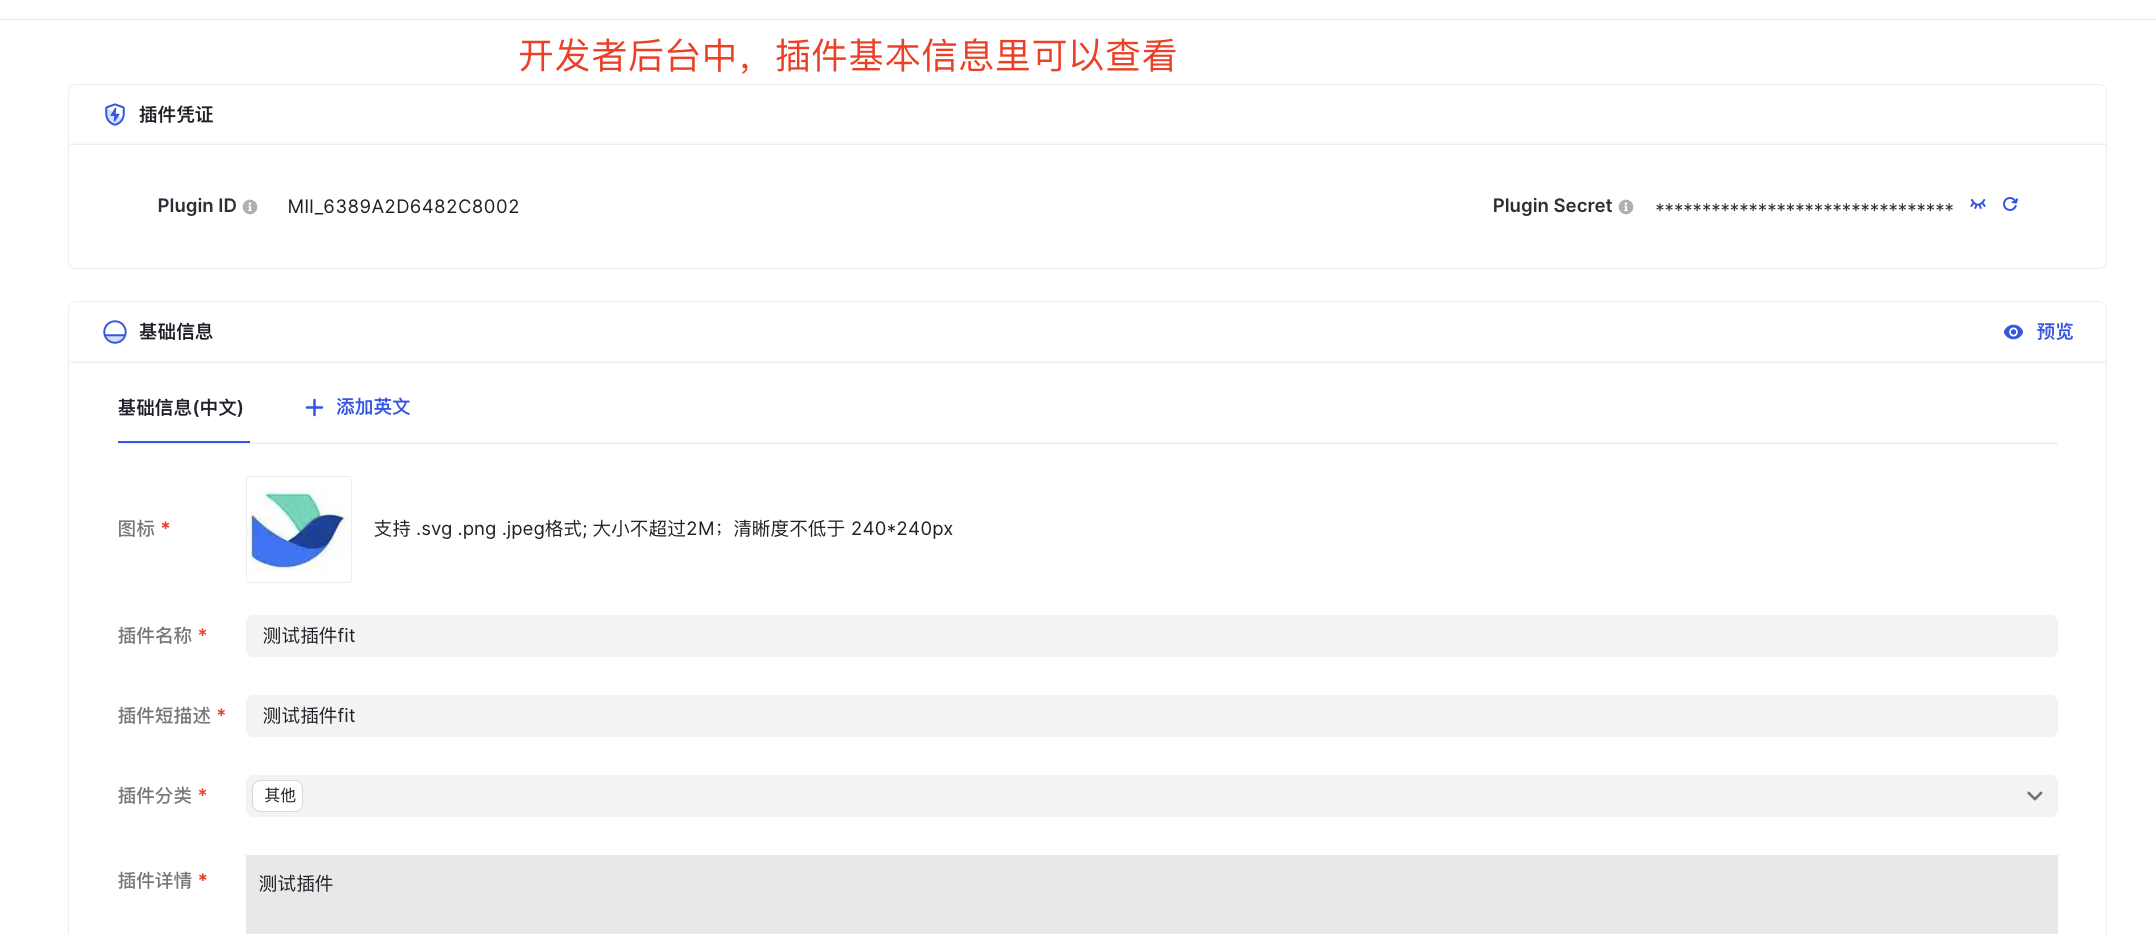 开发者后台中，插件基本信息里可以查看
插件凭证
Plugin ID MII_6389A2D6482C8002 Plugin Secret ********************************
基础信息 预览
基础信息(中文) 添加英文
图标 * 支持 .svg .png .jpeg格式; 大小不超过2M；清晰度不低于 240*240px
插件名称 * 测试插件fit
插件短描述 * 测试插件fit
插件分类 * 其他
插件详情 * 测试插件